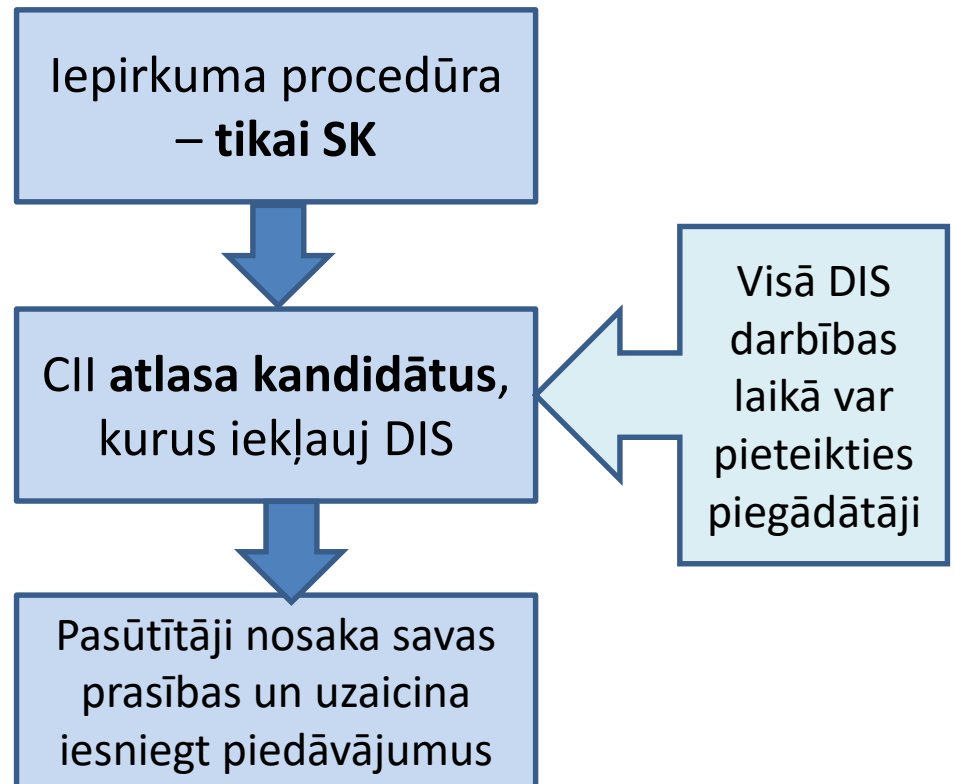 Iepirkuma procedūra
– tikai SK
CII atlasa kandidātus,
kurus iekļauj DIS
Visā DIS
darbības
laikā var
pieteikties
piegādātāji
Pasūtītāji nosaka savas
prasības un uzaicina
iesniegt piedāvājumus